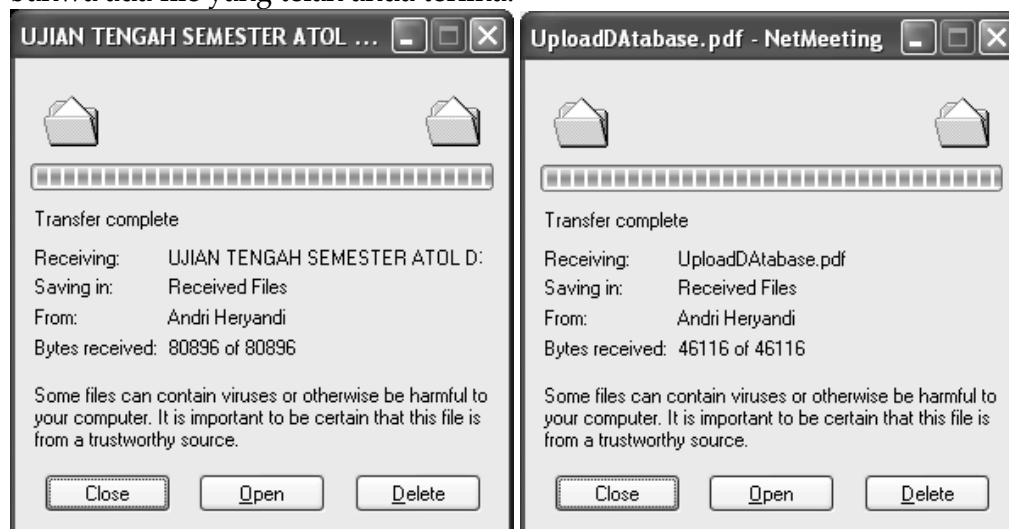 UJIAN TENGAH SEMESTER ATOL ...
Transfer complete
Receiving: UJIAN TENGAH SEMESTER ATOL D:
Saving in: Received Files
From: Andri Heryandi
Bytes received: 80896 of 80896
Some files can contain viruses or otherwise be harmful to
your computer. It is important to be certain that this file is
from a trustworthy source.
Close Open Delete
UploadDAtabase.pdf - NetMeeting
Transfer complete
Receiving: UploadDAtabase.pdf
Saving in: Received Files
From: Andri Heryandi
Bytes received: 46116 of 46116
Some files can contain viruses or otherwise be harmful to
your computer. It is important to be certain that this file is
from a trustworthy source.
Close Open Delete